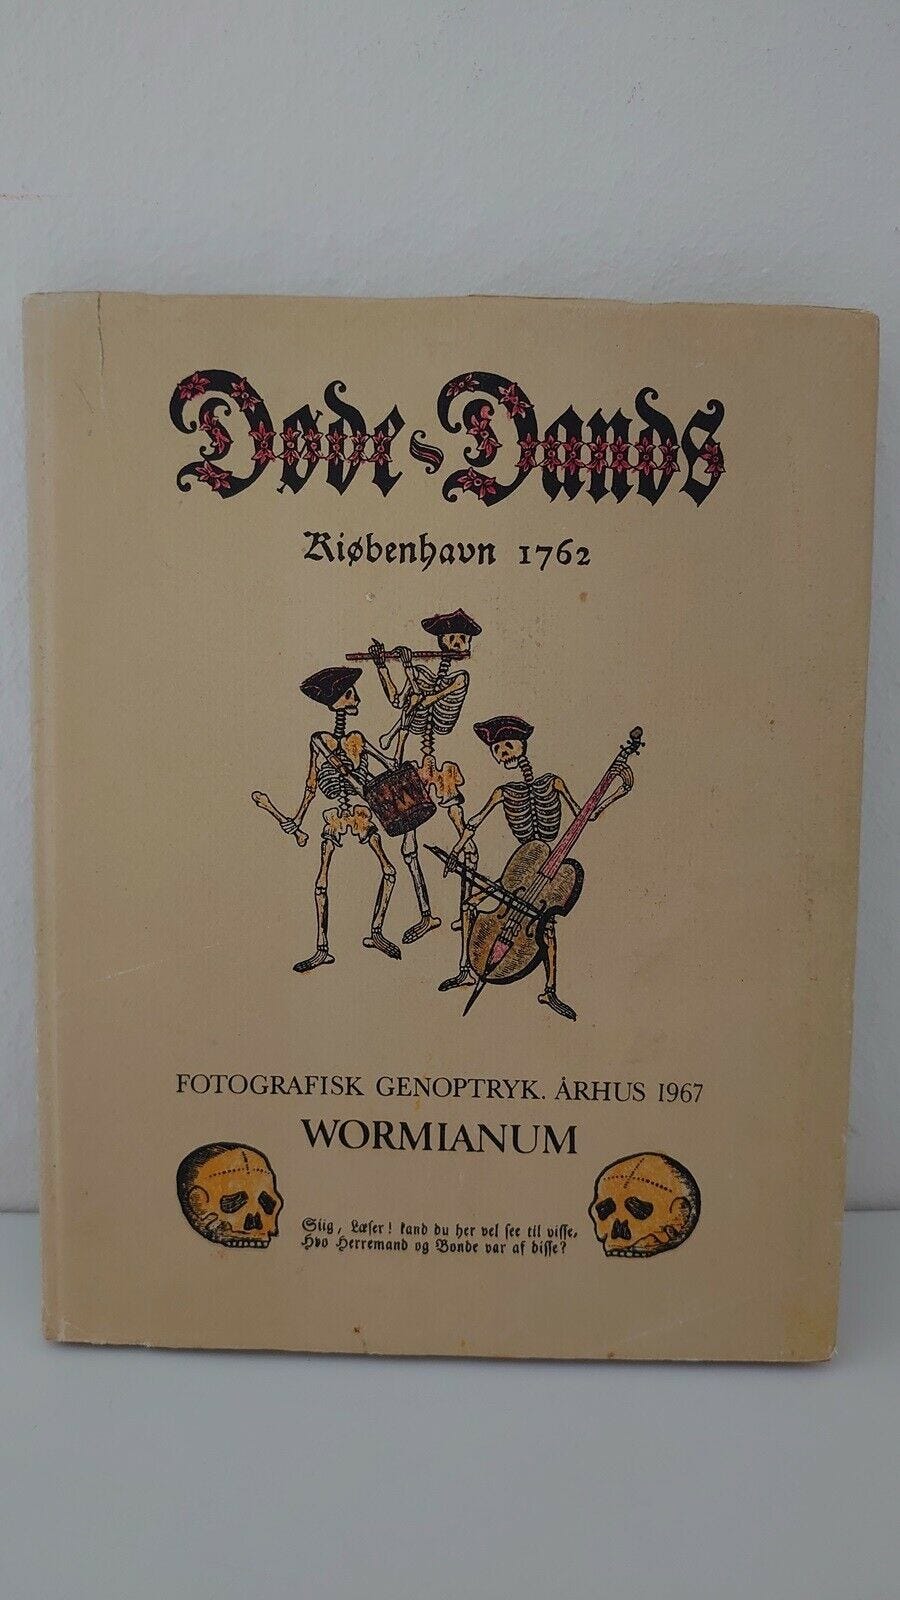 Døde-Dands
Kiøbenhavn 1762
FOTOGRAFISK GENOPTRYK. ÅRHUS 1967
WORMIANUM
Siig, Læser! kand du her vel see til visse,
Hvo Herremand og Bonde var af disse?